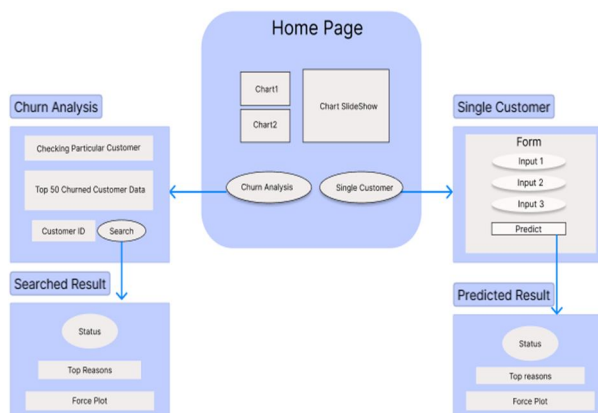 Home Page
Chart1
Chart2
Chart SlideShow
Churn Analysis
Single Customer
Churn Analysis
Checking Particular Customer
Top 50 Churned Customer Data
Customer ID
Search
Searched Result
Status
Top Reasons
Force Plot
Single Customer
Form
Input 1
Input 2
Input 3
Predict
Predicted Result
Status
Top reasons
Force Plot